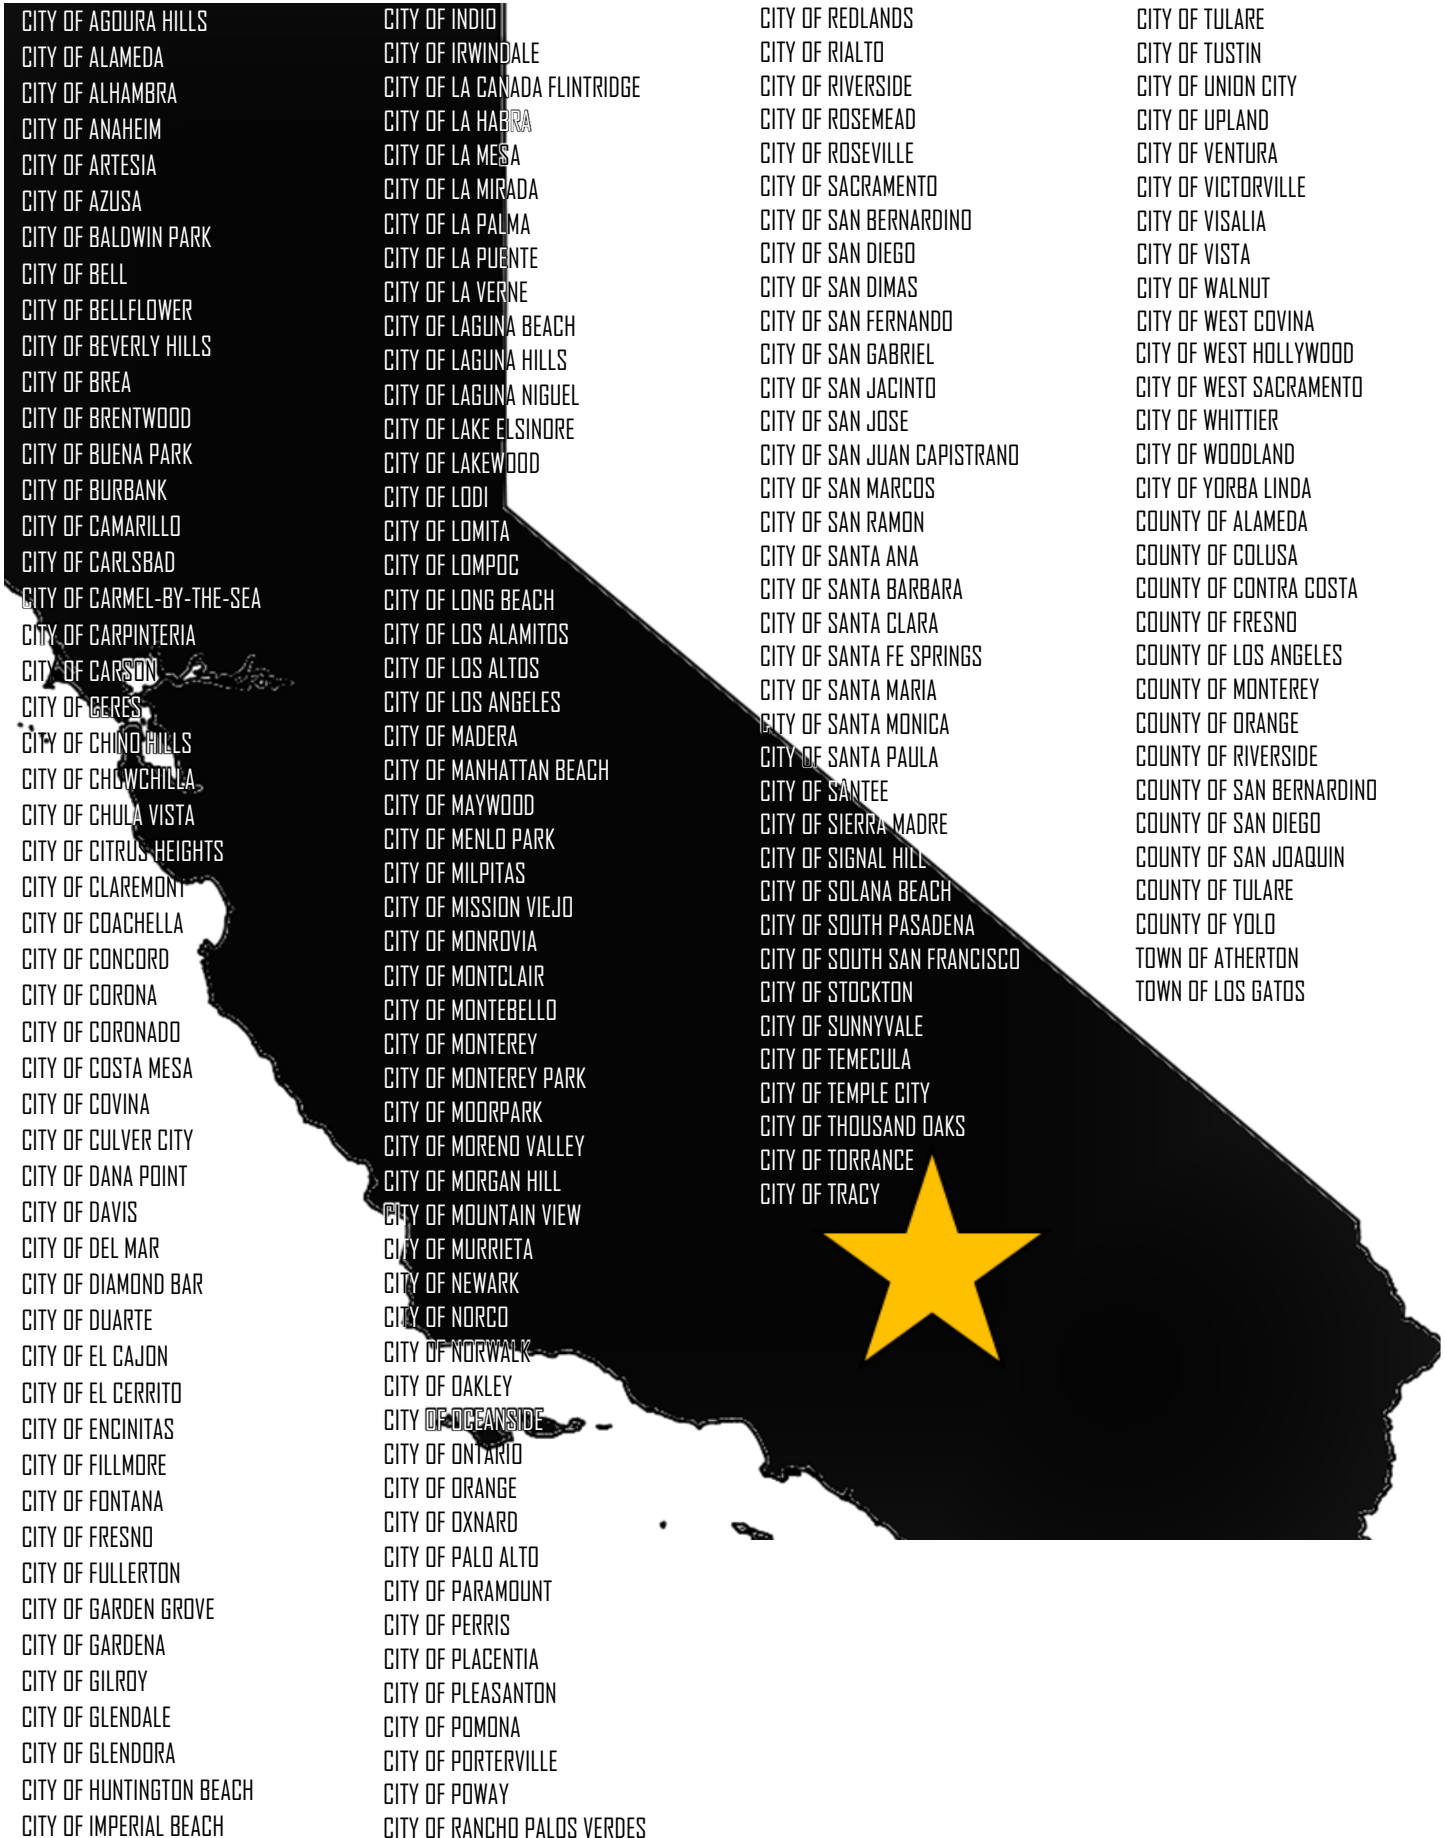 CITY OF AGOURA HILLS
CITY OF ALAMEDA
CITY OF ALHAMBRA
CITY OF ANAHEIM
CITY OF ARTESIA
CITY OF AZUSA
CITY OF BALDWIN PARK
CITY OF BELL
CITY OF BELLFLOWER
CITY OF BEVERLY HILLS
CITY OF BREA
CITY OF BRENTWOOD
CITY OF BUENA PARK
CITY OF BURBANK
CITY OF CAMARILLO
CITY OF CARLSBAD
CITY OF CARMEL-BY-THE-SEA
CITY OF CARPINTERIA
CITY OF CARSON
CITY OF CERES
CITY OF CHINO HILLS
CITY OF CHOWCHILLA
CITY OF CHULA VISTA
CITY OF CITRUS HEIGHTS
CITY OF CLAREMONT
CITY OF COACHELLA
CITY OF CONCORD
CITY OF CORONA
CITY OF CORONADO
CITY OF COSTA MESA
CITY OF COVINA
CITY OF CULVER CITY
CITY OF DANA POINT
CITY OF DAVIS
CITY OF DEL MAR
CITY OF DIAMOND BAR
CITY OF DUARTE
CITY OF EL CAJON
CITY OF EL CERRITO
CITY OF ENCINITAS
CITY OF FILLMORE
CITY OF FONTANA
CITY OF FRESNO
CITY OF FULLERTON
CITY OF GARDEN GROVE
CITY OF GARDENA
CITY OF GILROY
CITY OF GLENDALE
CITY OF GLENDORA
CITY OF HUNTINGTON BEACH
CITY OF IMPERIAL BEACH
CITY OF INDIO
CITY OF IRWINDALE
CITY OF LA CANADA FLINTRIDGE
CITY OF LA HABRA
CITY OF LA MESA
CITY OF LA MIRADA
CITY OF LA PALMA
CITY OF LA PUENTE
CITY OF LA VERNE
CITY OF LAGUNA BEACH
CITY OF LAGUNA HILLS
CITY OF LAGUNA NIGUEL
CITY OF LAKE ELSINORE
CITY OF LAKEWOOD
CITY OF LODI
CITY OF LOMITA
CITY OF LOMPOC
CITY OF LONG BEACH
CITY OF LOS ALAMITOS
CITY OF LOS ALTOS
CITY OF LOS ANGELES
CITY OF MADERA
CITY OF MANHATTAN BEACH
CITY OF MAYWOOD
CITY OF MENLO PARK
CITY OF MILPITAS
CITY OF MISSION VIEJO
CITY OF MONROVIA
CITY OF MONTCLAIR
CITY OF MONTEBELLO
CITY OF MONTEREY
CITY OF MONTEREY PARK
CITY OF MOORPARK
CITY OF MORENO VALLEY
CITY OF MORGAN HILL
CITY OF MOUNTAIN VIEW
CITY OF MURRIETA
CITY OF NEWARK
CITY OF NORCO
CITY OF NORWALK
CITY OF OAKLEY
CITY OF OCEANSIDE
CITY OF ONTARIO
CITY OF ORANGE
CITY OF OXNARD
CITY OF PALO ALTO
CITY OF PARAMOUNT
CITY OF PERRIS
CITY OF PLACENTIA
CITY OF PLEASANTON
CITY OF POMONA
CITY OF PORTERVILLE
CITY OF POWAY
CITY OF RANCHO PALOS VERDES
CITY OF REDLANDS
CITY OF RIALTO
CITY OF RIVERSIDE
CITY OF ROSEMEAD
CITY OF ROSEVILLE
CITY OF SACRAMENTO
CITY OF SAN BERNARDINO
CITY OF SAN DIEGO
CITY OF SAN DIMAS
CITY OF SAN FERNANDO
CITY OF SAN GABRIEL
CITY OF SAN JACINTO
CITY OF SAN JOSE
CITY OF SAN JUAN CAPISTRANO
CITY OF SAN MARCOS
CITY OF SAN RAMON
CITY OF SANTA ANA
CITY OF SANTA BARBARA
CITY OF SANTA CLARA
CITY OF SANTA FE SPRINGS
CITY OF SANTA MARIA
CITY OF SANTA MONICA
CITY OF SANTA PAULA
CITY OF SANTEE
CITY OF SIERRA MADRE
CITY OF SIGNAL HILL
CITY OF SOLANA BEACH
CITY OF SOUTH PASADENA
CITY OF SOUTH SAN FRANCISCO
CITY OF STOCKTON
CITY OF SUNNYVALE
CITY OF TEMECULA
CITY OF TEMPLE CITY
CITY OF THOUSAND OAKS
CITY OF TORRANCE
CITY OF TRACY
CITY OF TULARE
CITY OF TUSTIN
CITY OF UNION CITY
CITY OF UPLAND
CITY OF VENTURA
CITY OF VICTORVILLE
CITY OF VISALIA
CITY OF VISTA
CITY OF WALNUT
CITY OF WEST COVINA
CITY OF WEST HOLLYWOOD
CITY OF WEST SACRAMENTO
CITY OF WHITTIER
CITY OF WOODLAND
CITY OF YORBA LINDA
COUNTY OF ALAMEDA
COUNTY OF COLUSA
COUNTY OF CONTRA COSTA
COUNTY OF FRESNO
COUNTY OF LOS ANGELES
COUNTY OF MONTEREY
COUNTY OF ORANGE
COUNTY OF RIVERSIDE
COUNTY OF SAN BERNARDINO
COUNTY OF SAN DIEGO
COUNTY OF SAN JOAQUIN
COUNTY OF TULARE
COUNTY OF YOLO
TOWN OF ATHERTON
TOWN OF LOS GATOS